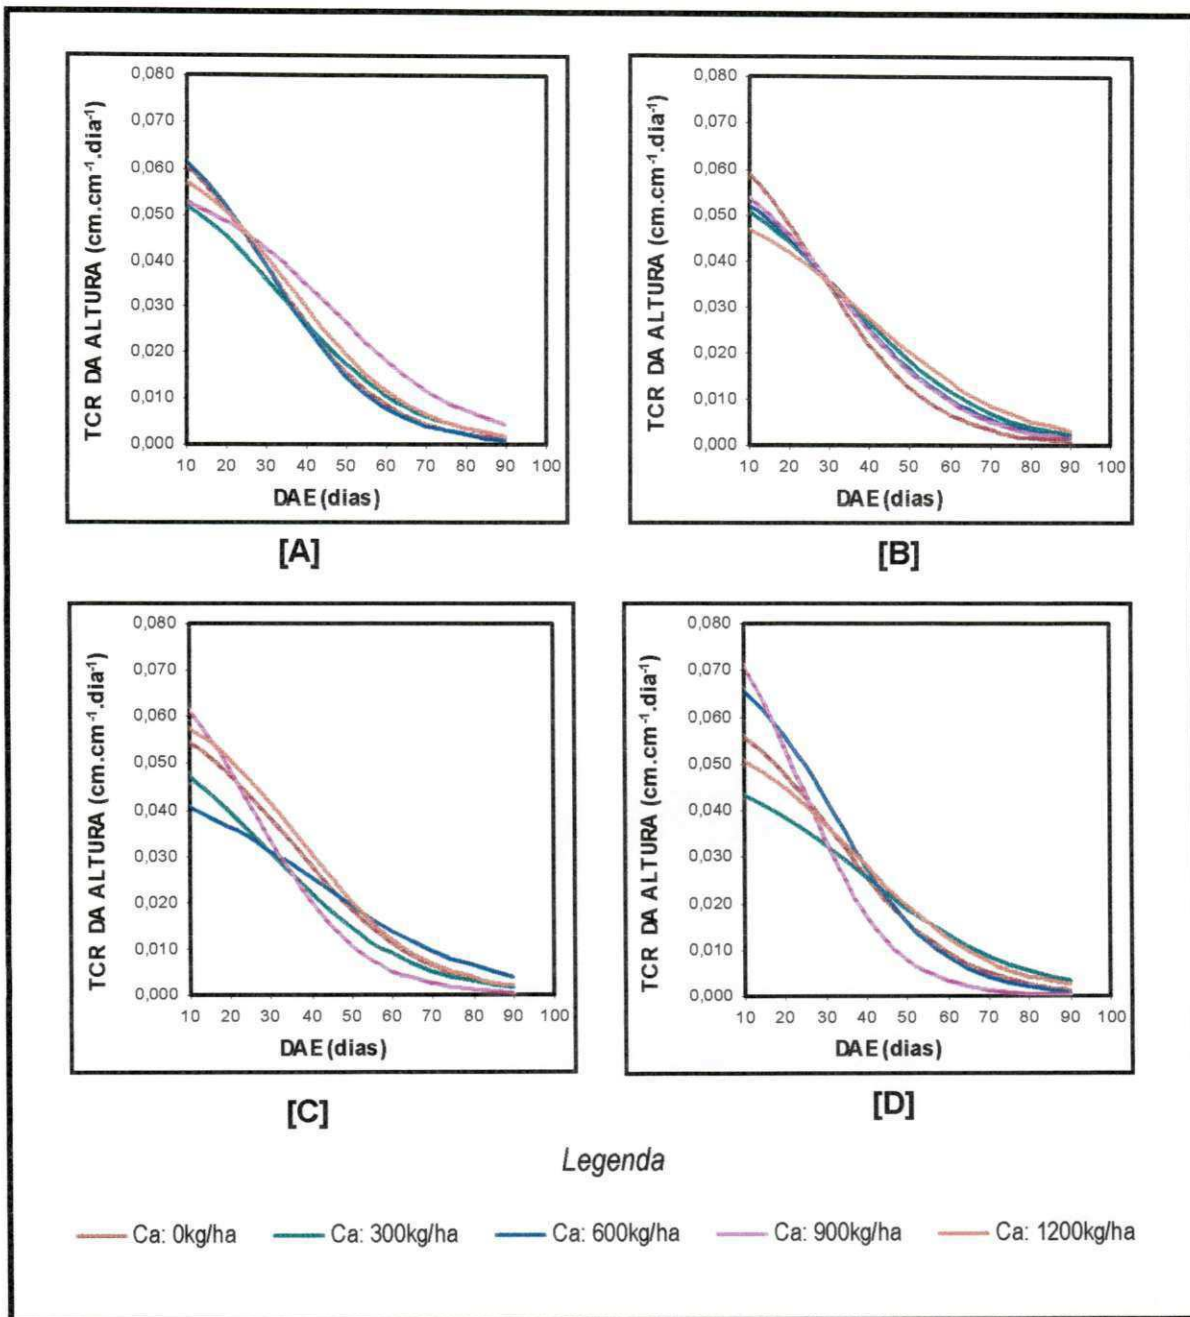 TCR DA ALTURA (cm.cm⁻¹.dia⁻¹)
0,080
0,070
0,060
0,050
0,040
0,030
0,020
0,010
0,000
10 20 30 40 50 60 70 80 90 100
DAE (dias)
[A]
TCR DA ALTURA (cm.cm⁻¹.dia⁻¹)
0,080
0,070
0,060
0,050
0,040
0,030
0,020
0,010
0,000
10 20 30 40 50 60 70 80 90 100
DAE (dias)
[B]
TCR DA ALTURA (cm.cm⁻¹.dia⁻¹)
0,080
0,070
0,060
0,050
0,040
0,030
0,020
0,010
0,000
10 20 30 40 50 60 70 80 90 100
DAE (dias)
[C]
TCR DA ALTURA (cm.cm⁻¹.dia⁻¹)
0,080
0,070
0,060
0,050
0,040
0,030
0,020
0,010
0,000
10 20 30 40 50 60 70 80 90 100
DAE (dias)
[D]
Legenda
Ca: 0kg/ha Ca: 300kg/ha Ca: 600kg/ha Ca: 900kg/ha Ca: 1200kg/ha